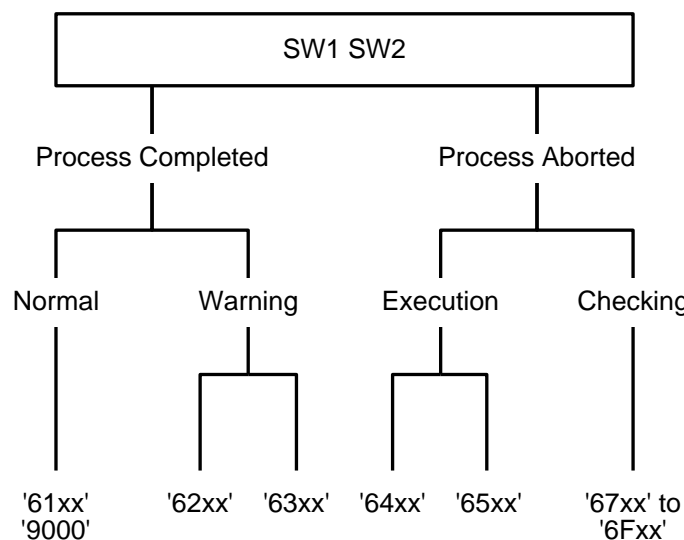 SW1 SW2
Process Completed
Process Aborted
Normal
Warning
Execution
Checking
'61xx'
'9000'
'62xx'
'63xx'
'64xx'
'65xx'
'67xx' to
'6Fxx'